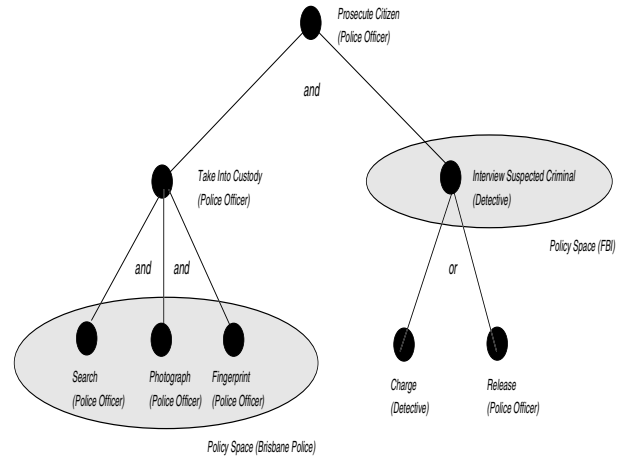 Prosecute Citizen
(Police Officer)
and
Take Into Custody
(Police Officer)
Interview Suspected Criminal
(Detective)
Policy Space (FBI)
and
and
or
Search
(Police Officer)
Photograph
(Police Officer)
Fingerprint
(Police Officer)
Charge
(Detective)
Release
(Police Officer)
Policy Space (Brisbane Police)